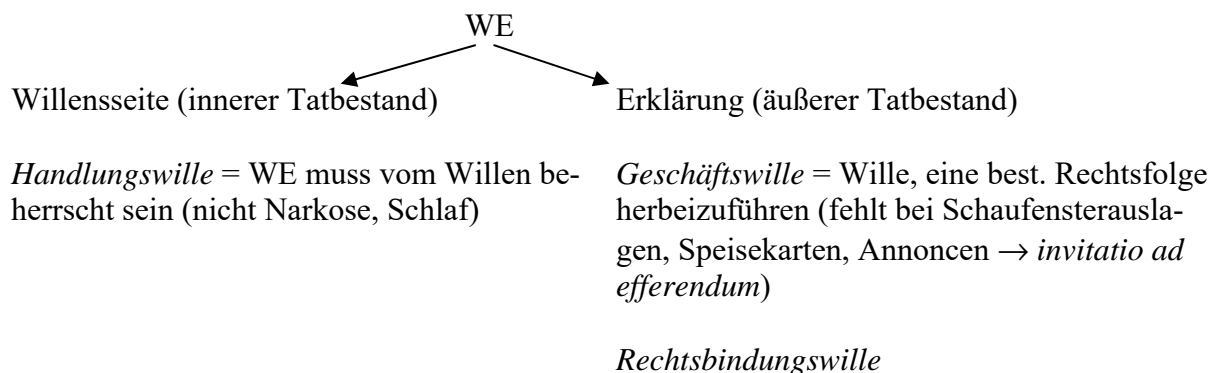 WE
Willensseite (innerer Tatbestand)
Handlungswille = WE muss vom Willen be-
herrscht sein (nicht Narkose, Schlaf)
Erklärung (äußerer Tatbestand)
Geschäftswille = Wille, eine best. Rechtsfolge
herbeizuführen (fehlt bei Schaufensterausla-
gen, Speisekarten, Annoncen → invitatio ad
efferendum)
Rechtsbindungswille